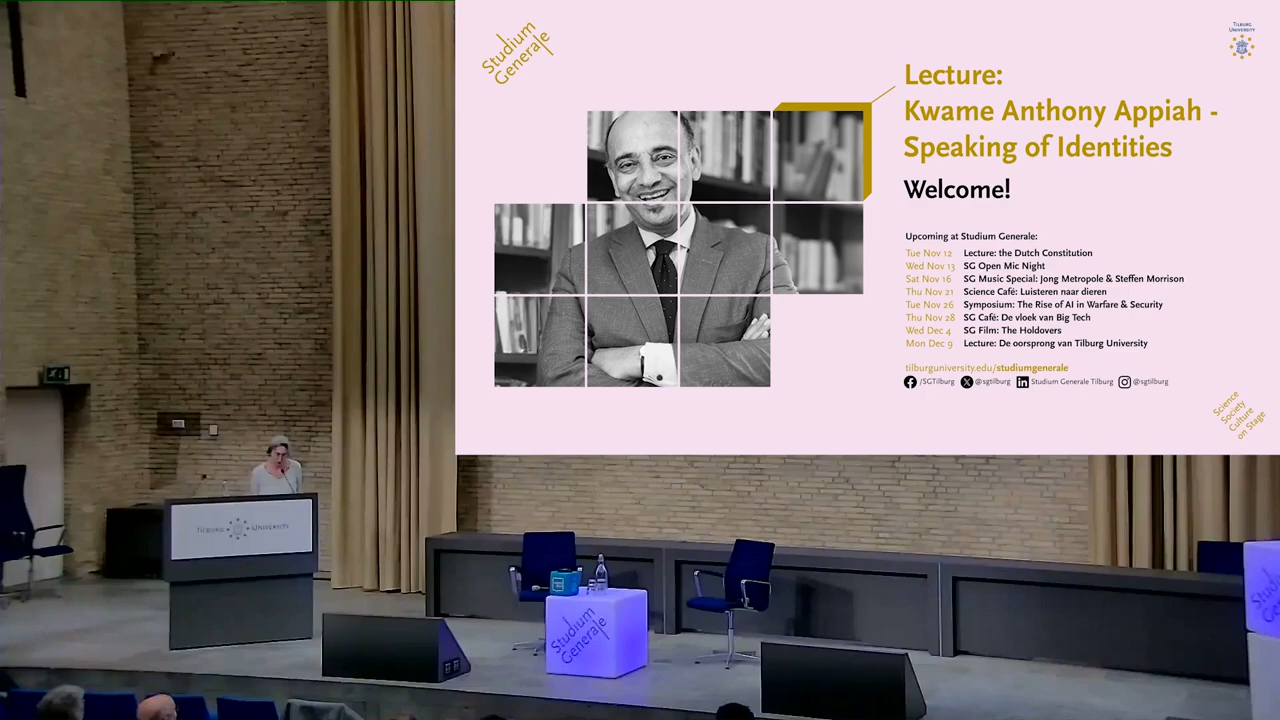 Studium
Generale
TILBURG
UNIVERSITY
Lecture:
Kwame Anthony Appiah -
Speaking of Identities
Welcome!
Upcoming at Studium Generale:
Tue Nov 12 Lecture: the Dutch Constitution
Wed Nov 13 SG Open Mic Night
Sat Nov 16 SG Music Special: Jong Metropole & Steffen Morrison
Thu Nov 21 Science Café: Luisteren naar dieren
Tue Nov 26 Symposium: The Rise of AI in Warfare & Security
Thu Nov 28 SG Café: De vloek van Big Tech
Wed Dec 4 SG Film: The Holdovers
Mon Dec 9 Lecture: De oorsprong van Tilburg University
tilburguniversity.edu/studiumgenerale
/SGTilburg @sgtilburg Studium Generale Tilburg @sgtilburg
Science
Society
Culture
on Stage
TILBURG UNIVERSITY
Studium
Generale